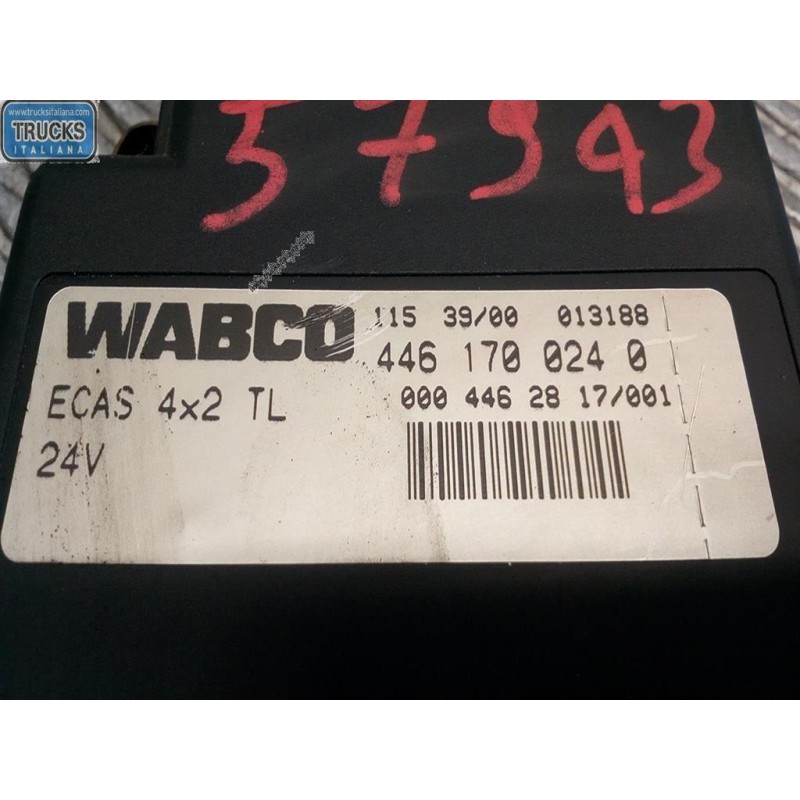 www.trucksitaliana.com
TRUCKS
ITALIANA
57943
WABCO
115 39/00 013188
446 170 024 0
ECAS 4x2 TL
000 446 28 17/001
24V